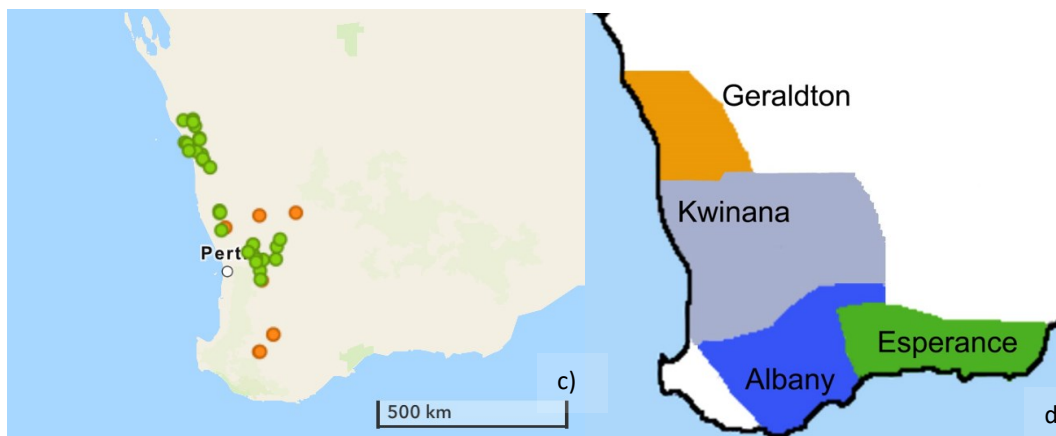 Perth
c)
500 km
Geraldton
Kwinana
Esperance
Albany
d